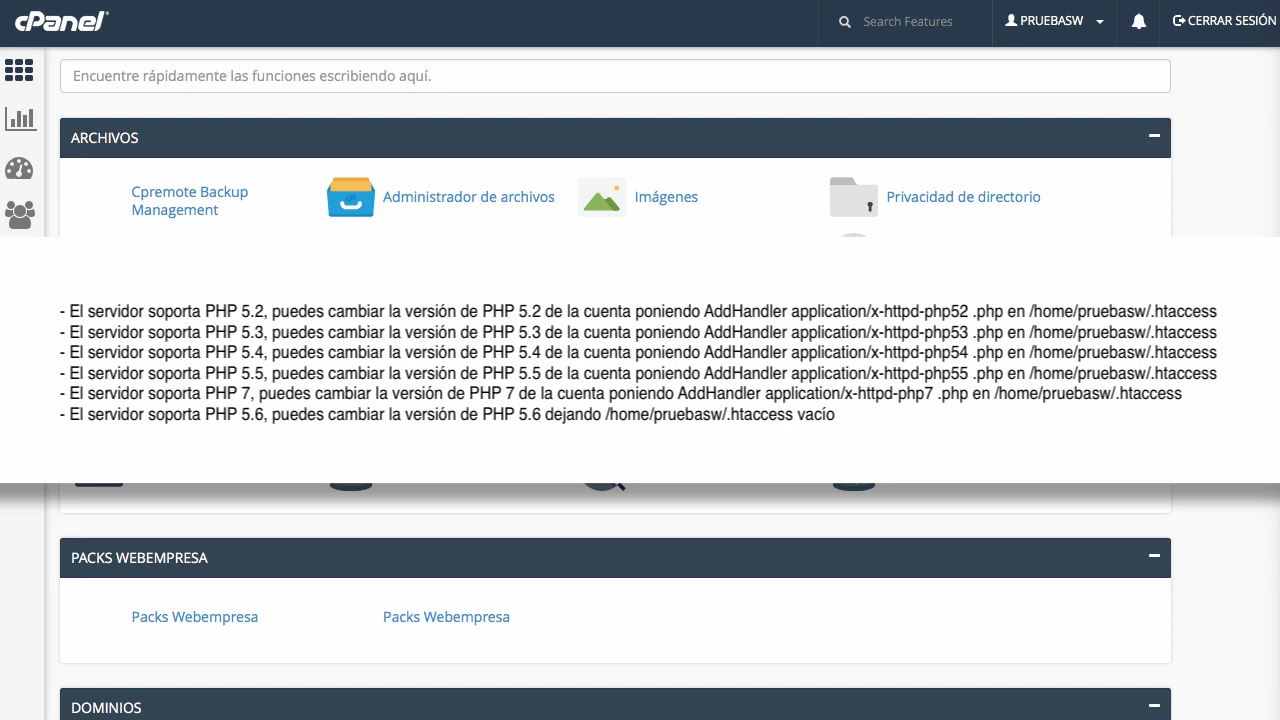 cPanel®
Search Features
PRUEBASW
CERRAR SESIÓN
Encuentre rápidamente las funciones escribiendo aquí.
ARCHIVOS
Cpremote Backup
Management
Administrador de archivos
Imágenes
Privacidad de directorio
- El servidor soporta PHP 5.2, puedes cambiar la versión de PHP 5.2 de la cuenta poniendo AddHandler application/x-httpd-php52 .php en /home/pruebasw/.htaccess
- El servidor soporta PHP 5.3, puedes cambiar la versión de PHP 5.3 de la cuenta poniendo AddHandler application/x-httpd-php53 .php en /home/pruebasw/.htaccess
- El servidor soporta PHP 5.4, puedes cambiar la versión de PHP 5.4 de la cuenta poniendo AddHandler application/x-httpd-php54 .php en /home/pruebasw/.htaccess
- El servidor soporta PHP 5.5, puedes cambiar la versión de PHP 5.5 de la cuenta poniendo AddHandler application/x-httpd-php55 .php en /home/pruebasw/.htaccess
- El servidor soporta PHP 7, puedes cambiar la versión de PHP 7 de la cuenta poniendo AddHandler application/x-httpd-php7 .php en /home/pruebasw/.htaccess
- El servidor soporta PHP 5.6, puedes cambiar la versión de PHP 5.6 dejando /home/pruebasw/.htaccess vacío
PACKS WEBEMPRESA
Packs Webempresa
Packs Webempresa
DOMINIOS